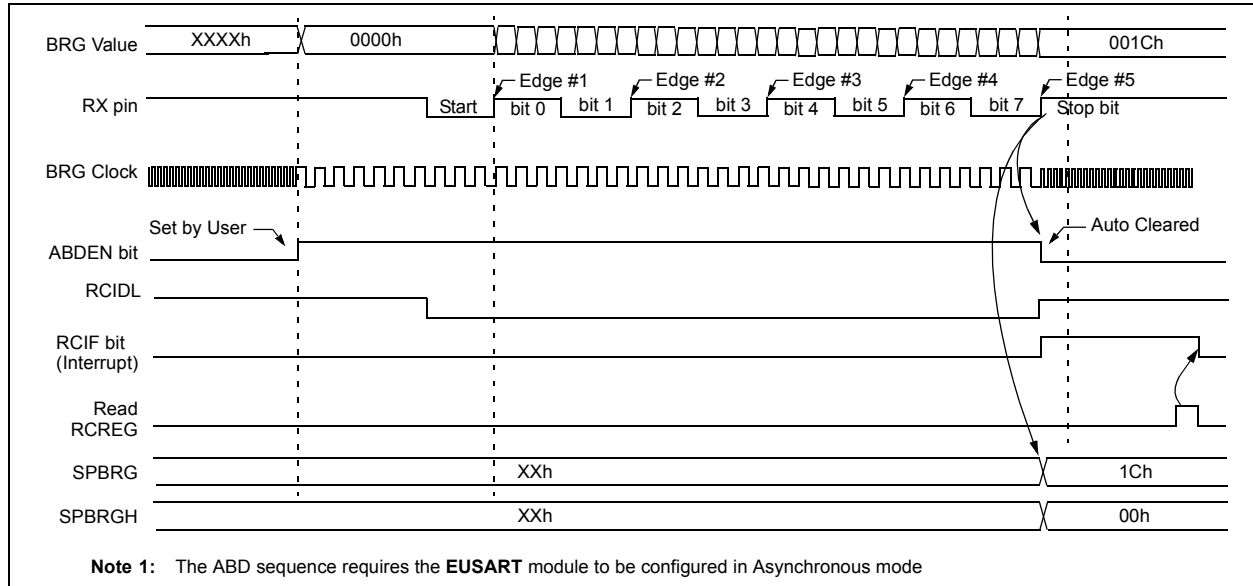 BRG Value XXXXh 0000h 001Ch
Edge #1 Edge #2 Edge #3 Edge #4 Edge #5
RX pin Start bit 0 bit 1 bit 2 bit 3 bit 4 bit 5 bit 6 bit 7 Stop bit
BRG Clock
Set by User Auto Cleared
ABDEN bit
RCIDL
RCIF bit
(Interrupt)
Read
RCREG
SPBRG XXh 1Ch
SPBRGH XXh 00h
Note 1: The ABD sequence requires the EUSART module to be configured in Asynchronous mode